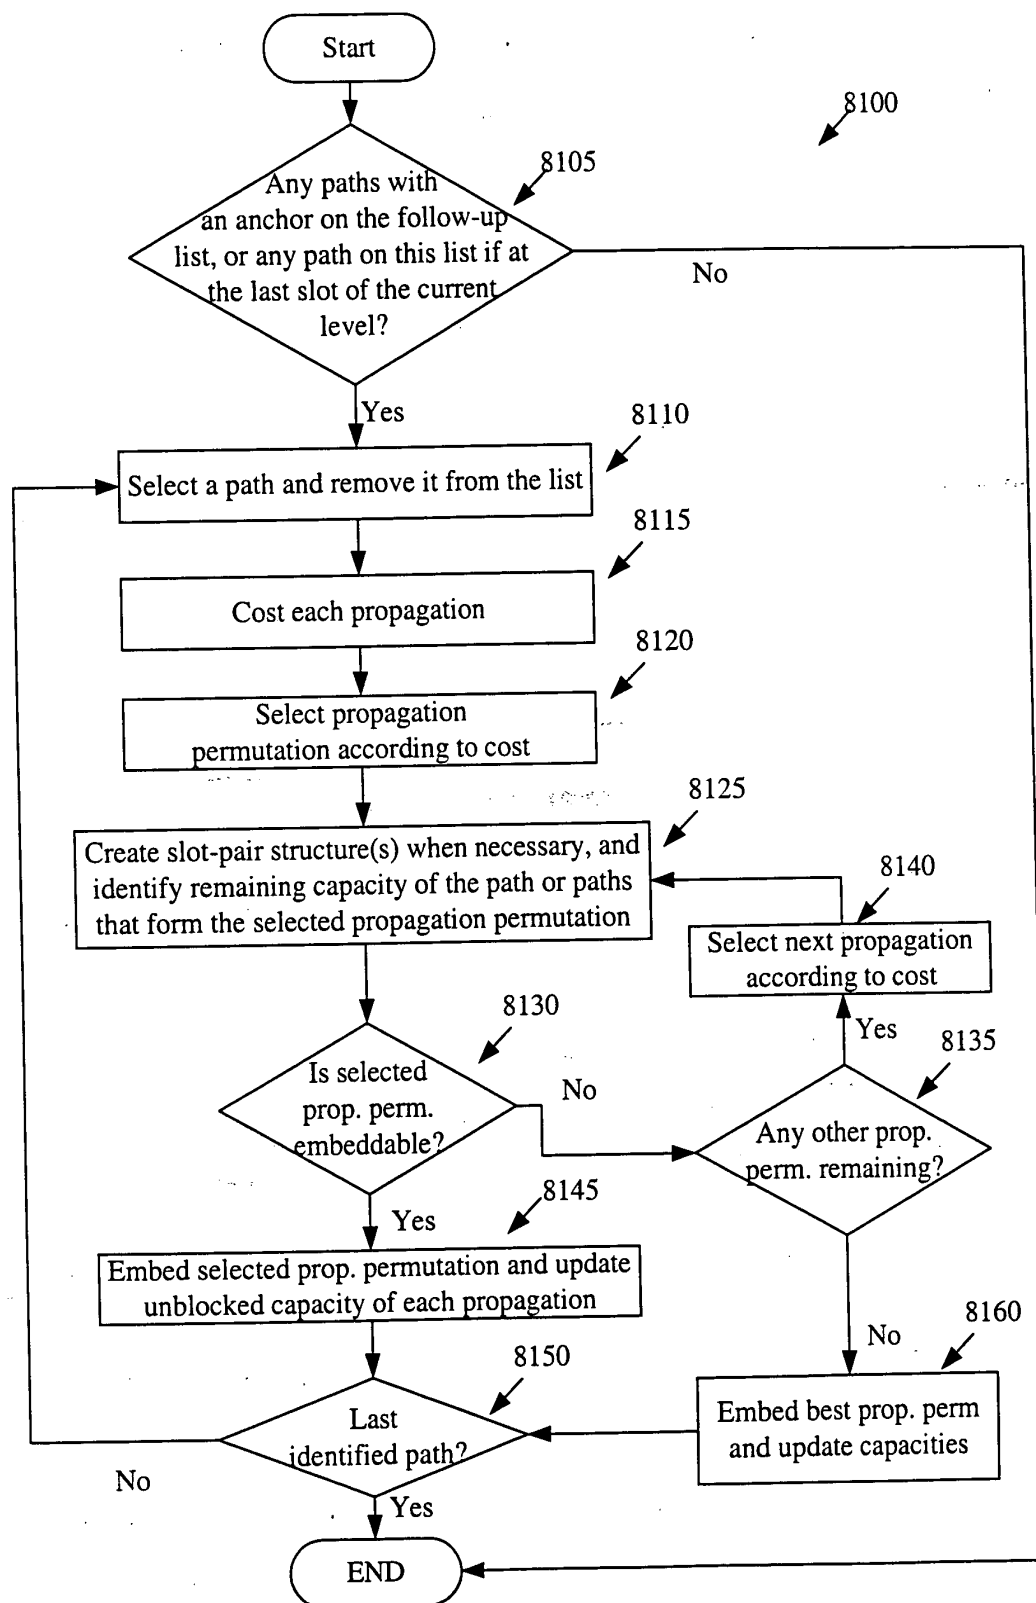 Start
8100
8105
Any paths with
an anchor on the follow-up
list, or any path on this list if at
the last slot of the current
level?
No
Yes
8110
Select a path and remove it from the list
8115
Cost each propagation
8120
Select propagation
permutation according to cost
8125
Create slot-pair structure(s) when necessary, and
identify remaining capacity of the path or paths
that form the selected propagation permutation
8140
Select next propagation
according to cost
Yes
8130
Is selected
prop. perm.
embeddable?
No
8135
Any other prop.
perm. remaining?
Yes
8145
Embed selected prop. permutation and update
unblocked capacity of each propagation
No
8160
Embed best prop. perm
and update capacities
8150
Last
identified path?
No
Yes
END